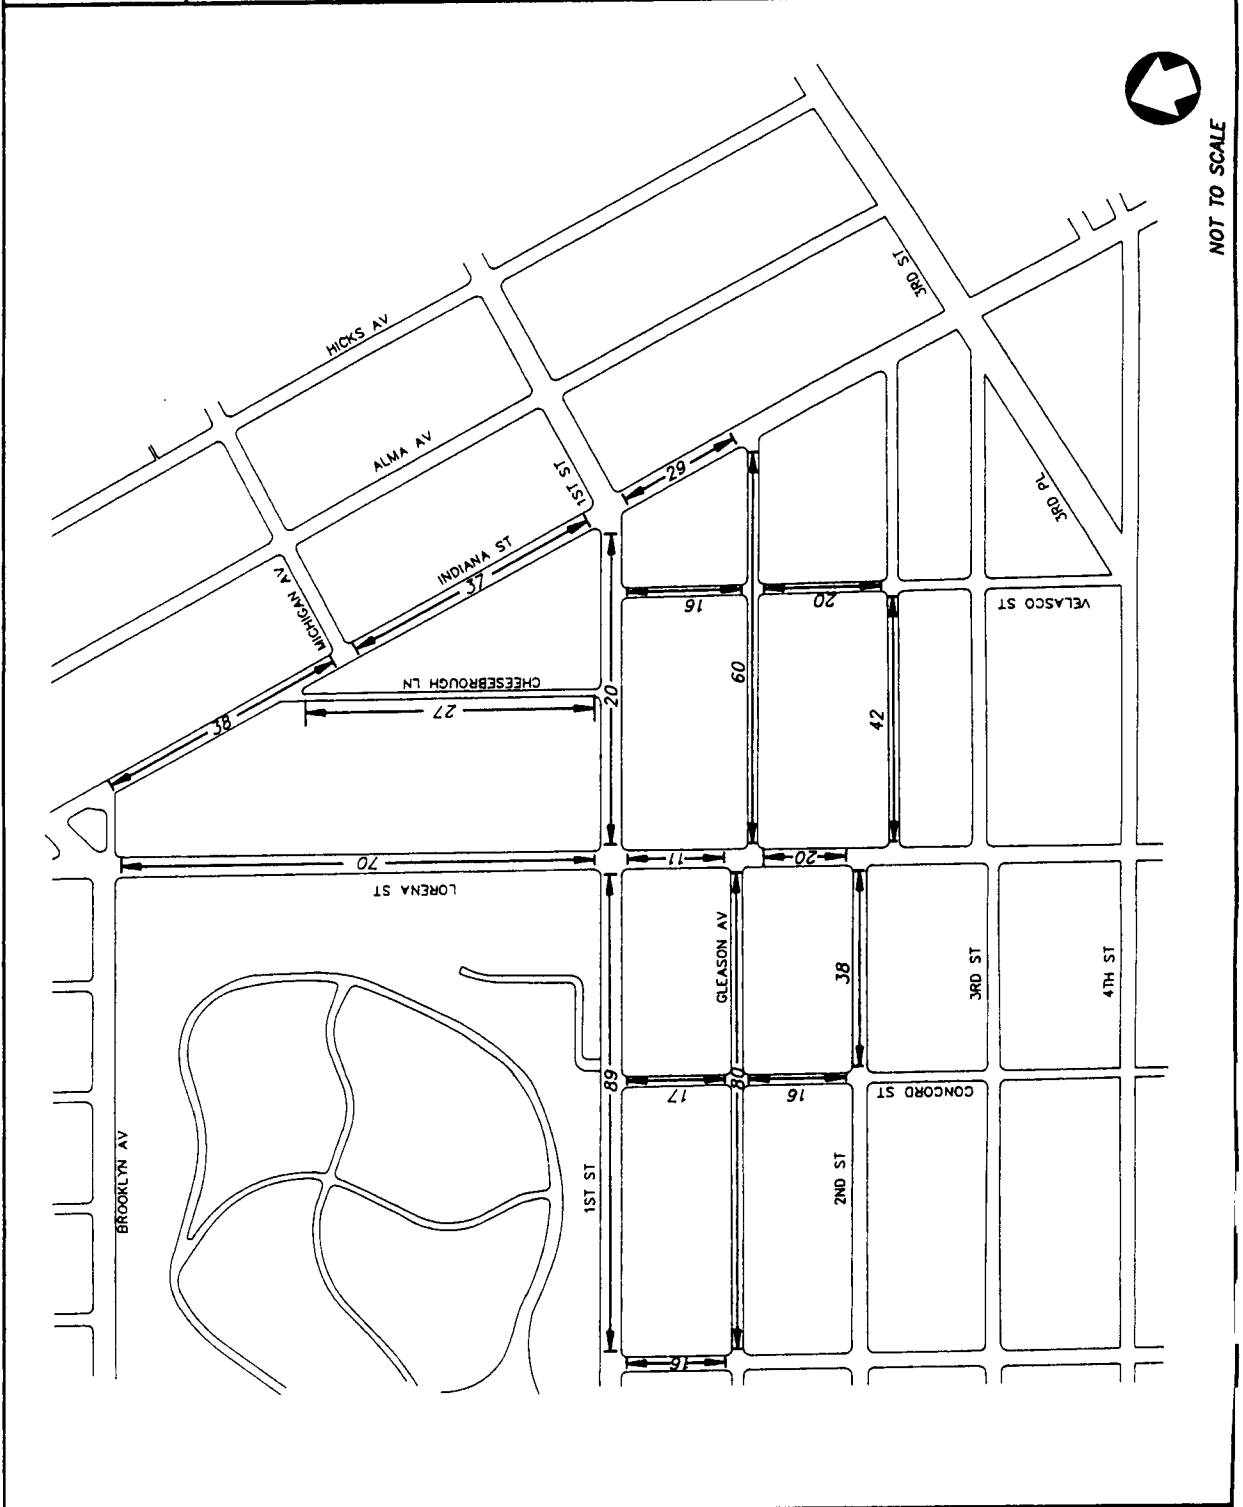 NOT TO SCALE
HICKS AV
3RD ST
ALMA AV
1ST ST
29
3RD PL
INDIANA ST
37
MICHIGAN AV
16
20
VELASCO ST
CHEESEBROUGH LN
27
20
60
42
38
70
11
20
LORENA ST
GLEASON AV
38
3RD ST
4TH ST
89
80
17
16
CONCORD ST
BROOKLYN AV
1ST ST
2ND ST
16